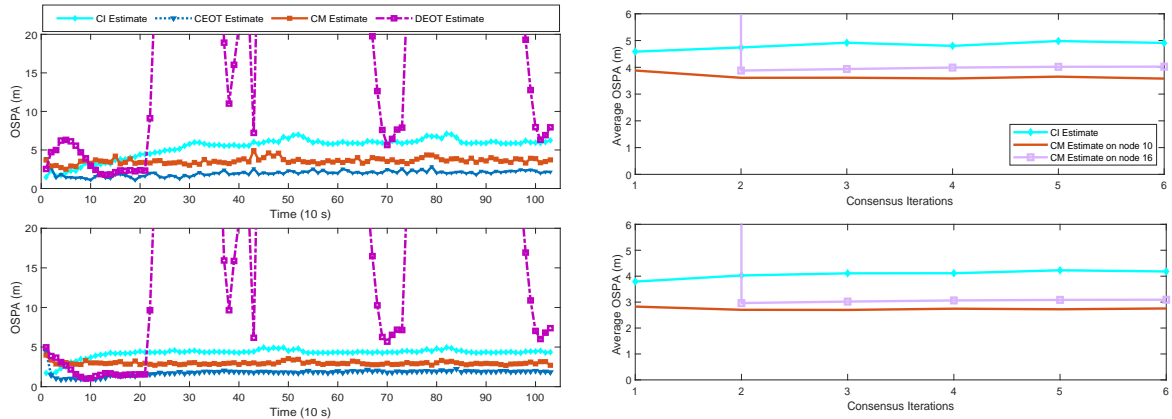 CI Estimate CEOT Estimate CM Estimate DEOT Estimate
20
15
10
5
0
OSPA (m)
0 10 20 30 40 50 60 70 80 90 100
Time (10 s)
20
15
10
5
0
OSPA (m)
0 10 20 30 40 50 60 70 80 90 100
Time (10 s)
6
5
4
3
2
1
0
Average OSPA (m)
CI Estimate
CM Estimate on node 10
CM Estimate on node 16
1 2 3 4 5 6
Consensus Iterations
6
5
4
3
2
1
0
Average OSPA (m)
1 2 3 4 5 6
Consensus Iterations